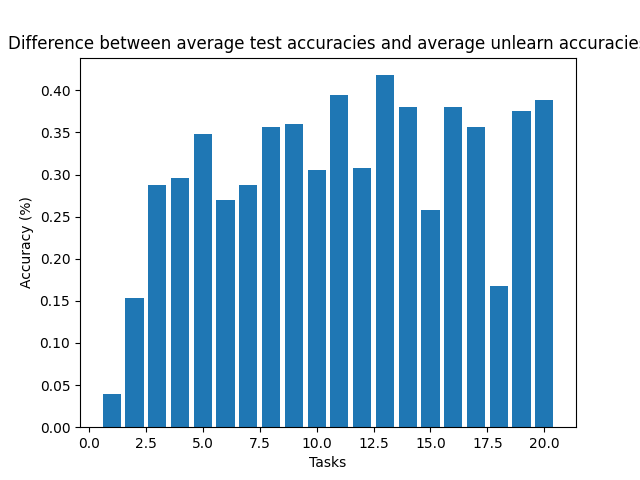 Difference between average test accuracies and average unlearn accuracies
Accuracy (%)
0.40
0.35
0.30
0.25
0.20
0.15
0.10
0.05
0.00
0.0 2.5 5.0 7.5 10.0 12.5 15.0 17.5 20.0
Tasks